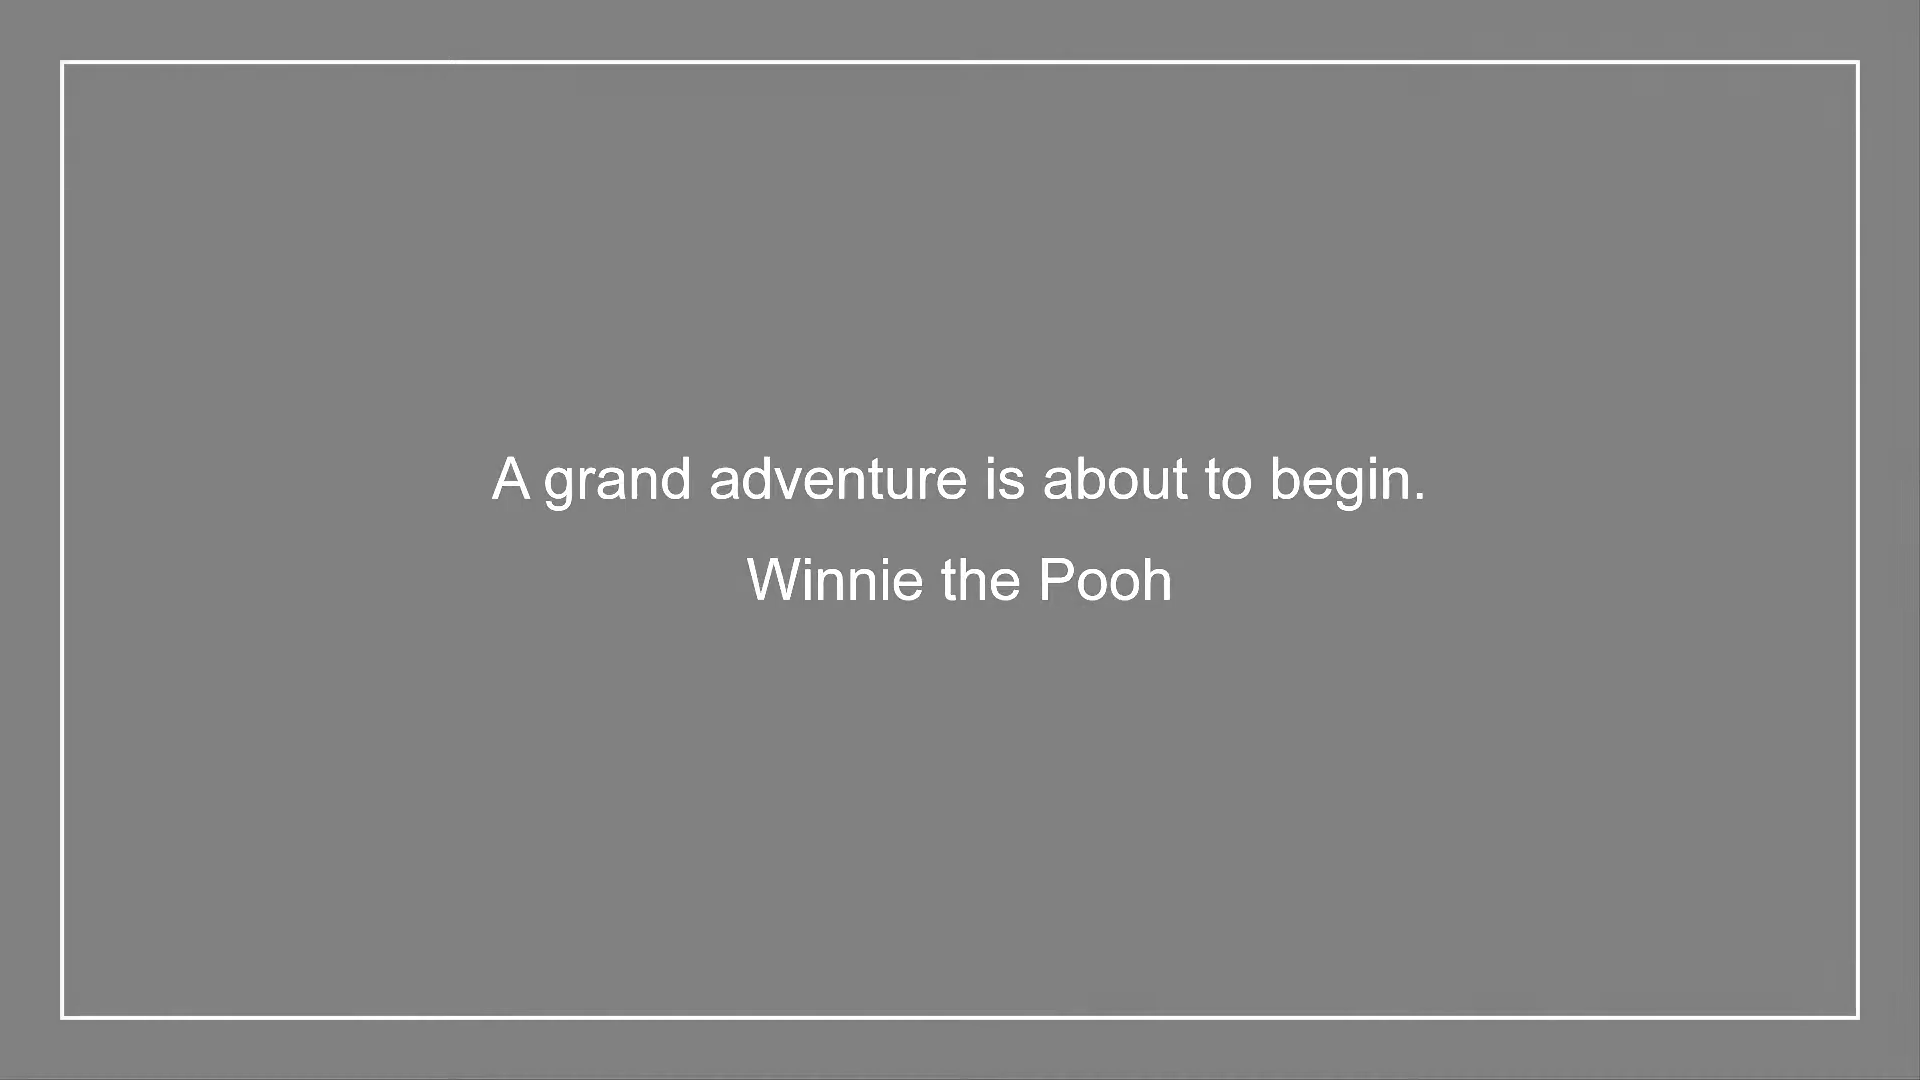 A grand adventure is about to begin.
Winnie the Pooh